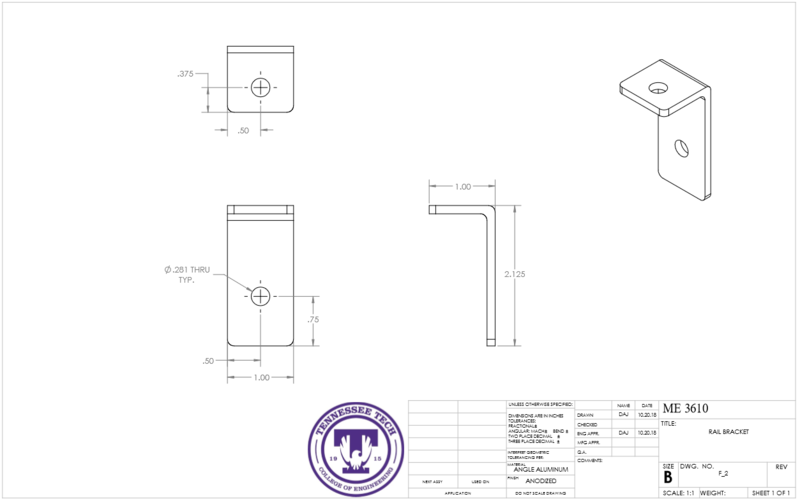 .375
.50
1.00
Ø.281 THRU
TYP.
2.125
.75
.50
1.00
TENNESSEE TECH
1915
COLLEGE OF ENGINEERING
UNLESS OTHERWISE SPECIFIED:
DIMENSIONS ARE IN INCHES
TOLERANCES:
FRACTIONAL±
ANGULAR: MACH± BEND ±
TWO PLACE DECIMAL ±
THREE PLACE DECIMAL ±
INTERPRET GEOMETRIC
TOLERANCING PER:
MATERIAL
ANGLE ALUMINUM
FINISH
ANODIZED
NEXT ASSY
USED ON
APPLICATION
DO NOT SCALE DRAWING
NAME DATE
DRAWN DAJ 10.20.18
CHECKED
ENG APPR. DAJ 10.20.18
MFG APPR.
Q.A.
COMMENTS:
ME 3610
TITLE:
RAIL BRACKET
SIZE DWG. NO. REV
B F_2
SCALE: 1:1 WEIGHT: SHEET 1 OF 1